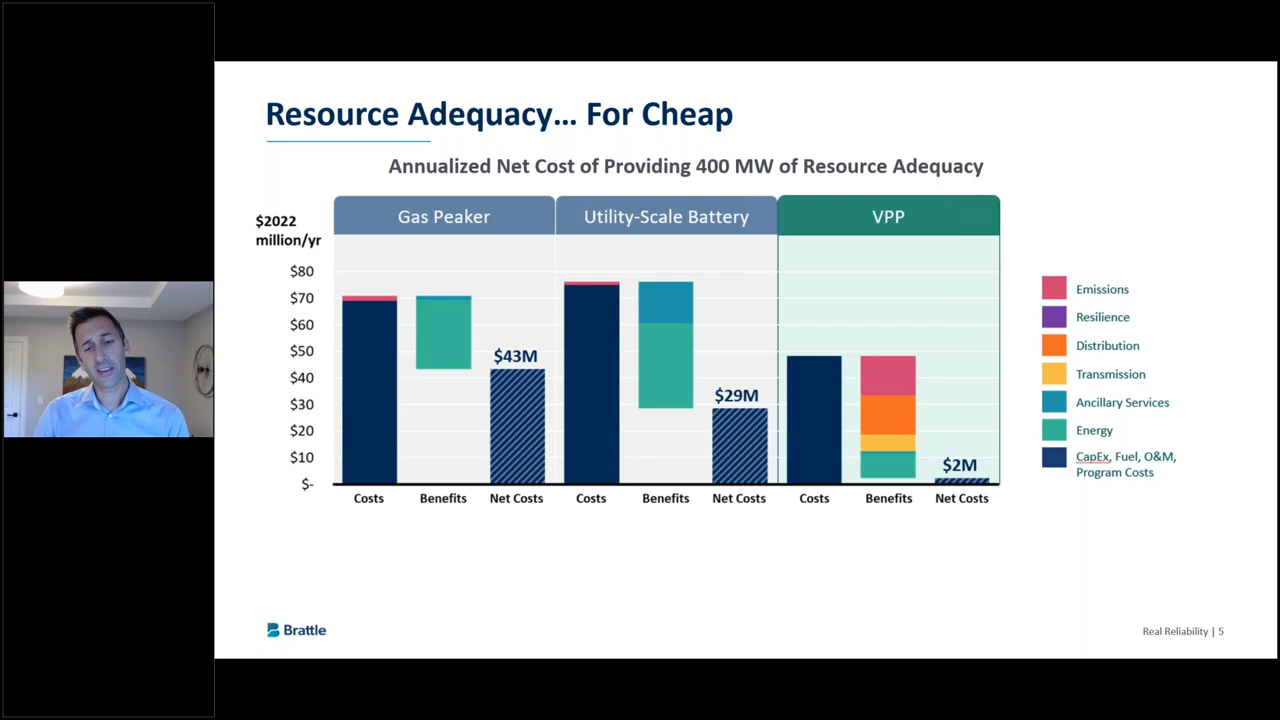 Resource Adequacy... For Cheap
Annualized Net Cost of Providing 400 MW of Resource Adequacy
$2022
million/yr
Gas Peaker
Utility-Scale Battery
VPP
$80
$70
$60
$50
$40
$30
$20
$10
$-
$43M
$29M
$2M
Costs
Benefits
Net Costs
Costs
Benefits
Net Costs
Costs
Benefits
Net Costs
Emissions
Resilience
Distribution
Transmission
Ancillary Services
Energy
CapEx, Fuel, O&M,
Program Costs
Brattle
Real Reliability | 5